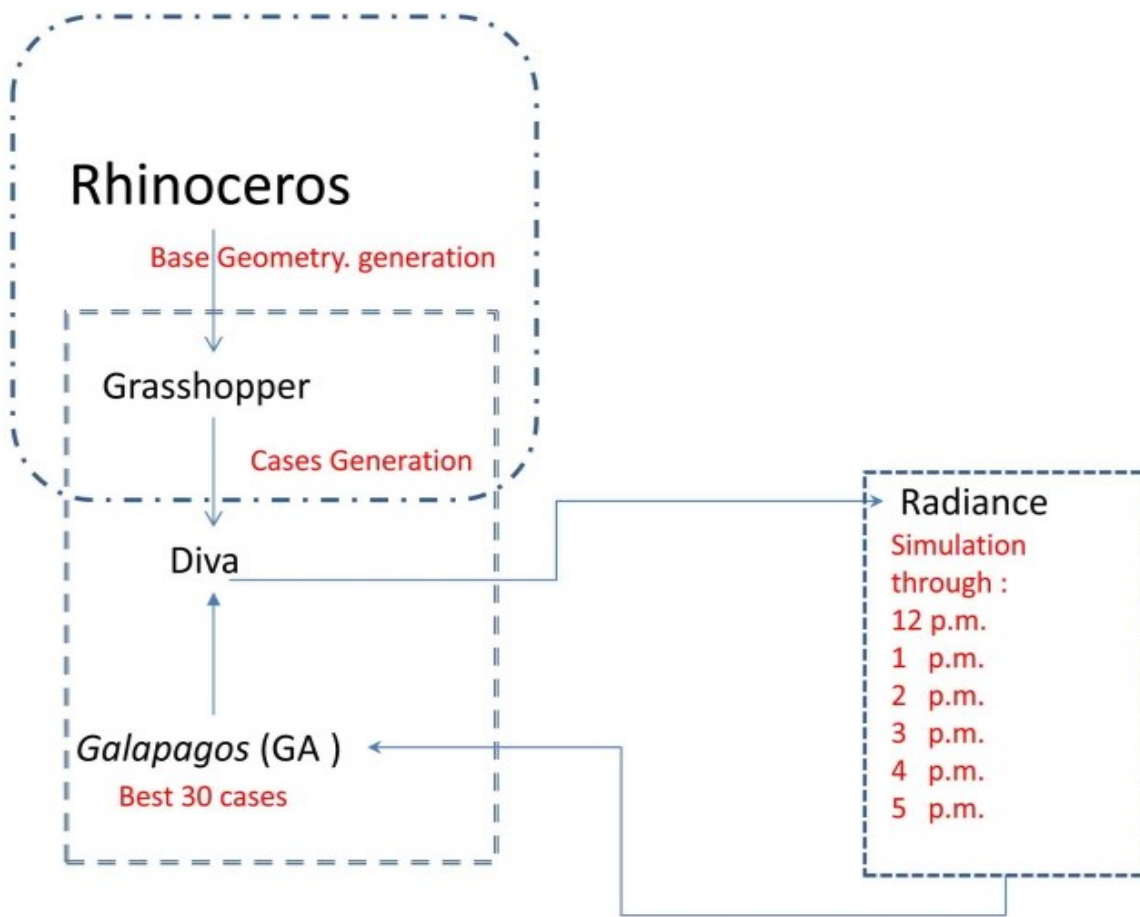 Rhinoceros
Base Geometry. generation
Grasshopper
Cases Generation
Diva
Galapagos (GA )
Best 30 cases
Radiance
Simulation
through :
12 p.m.
1 p.m.
2 p.m.
3 p.m.
4 p.m.
5 p.m.